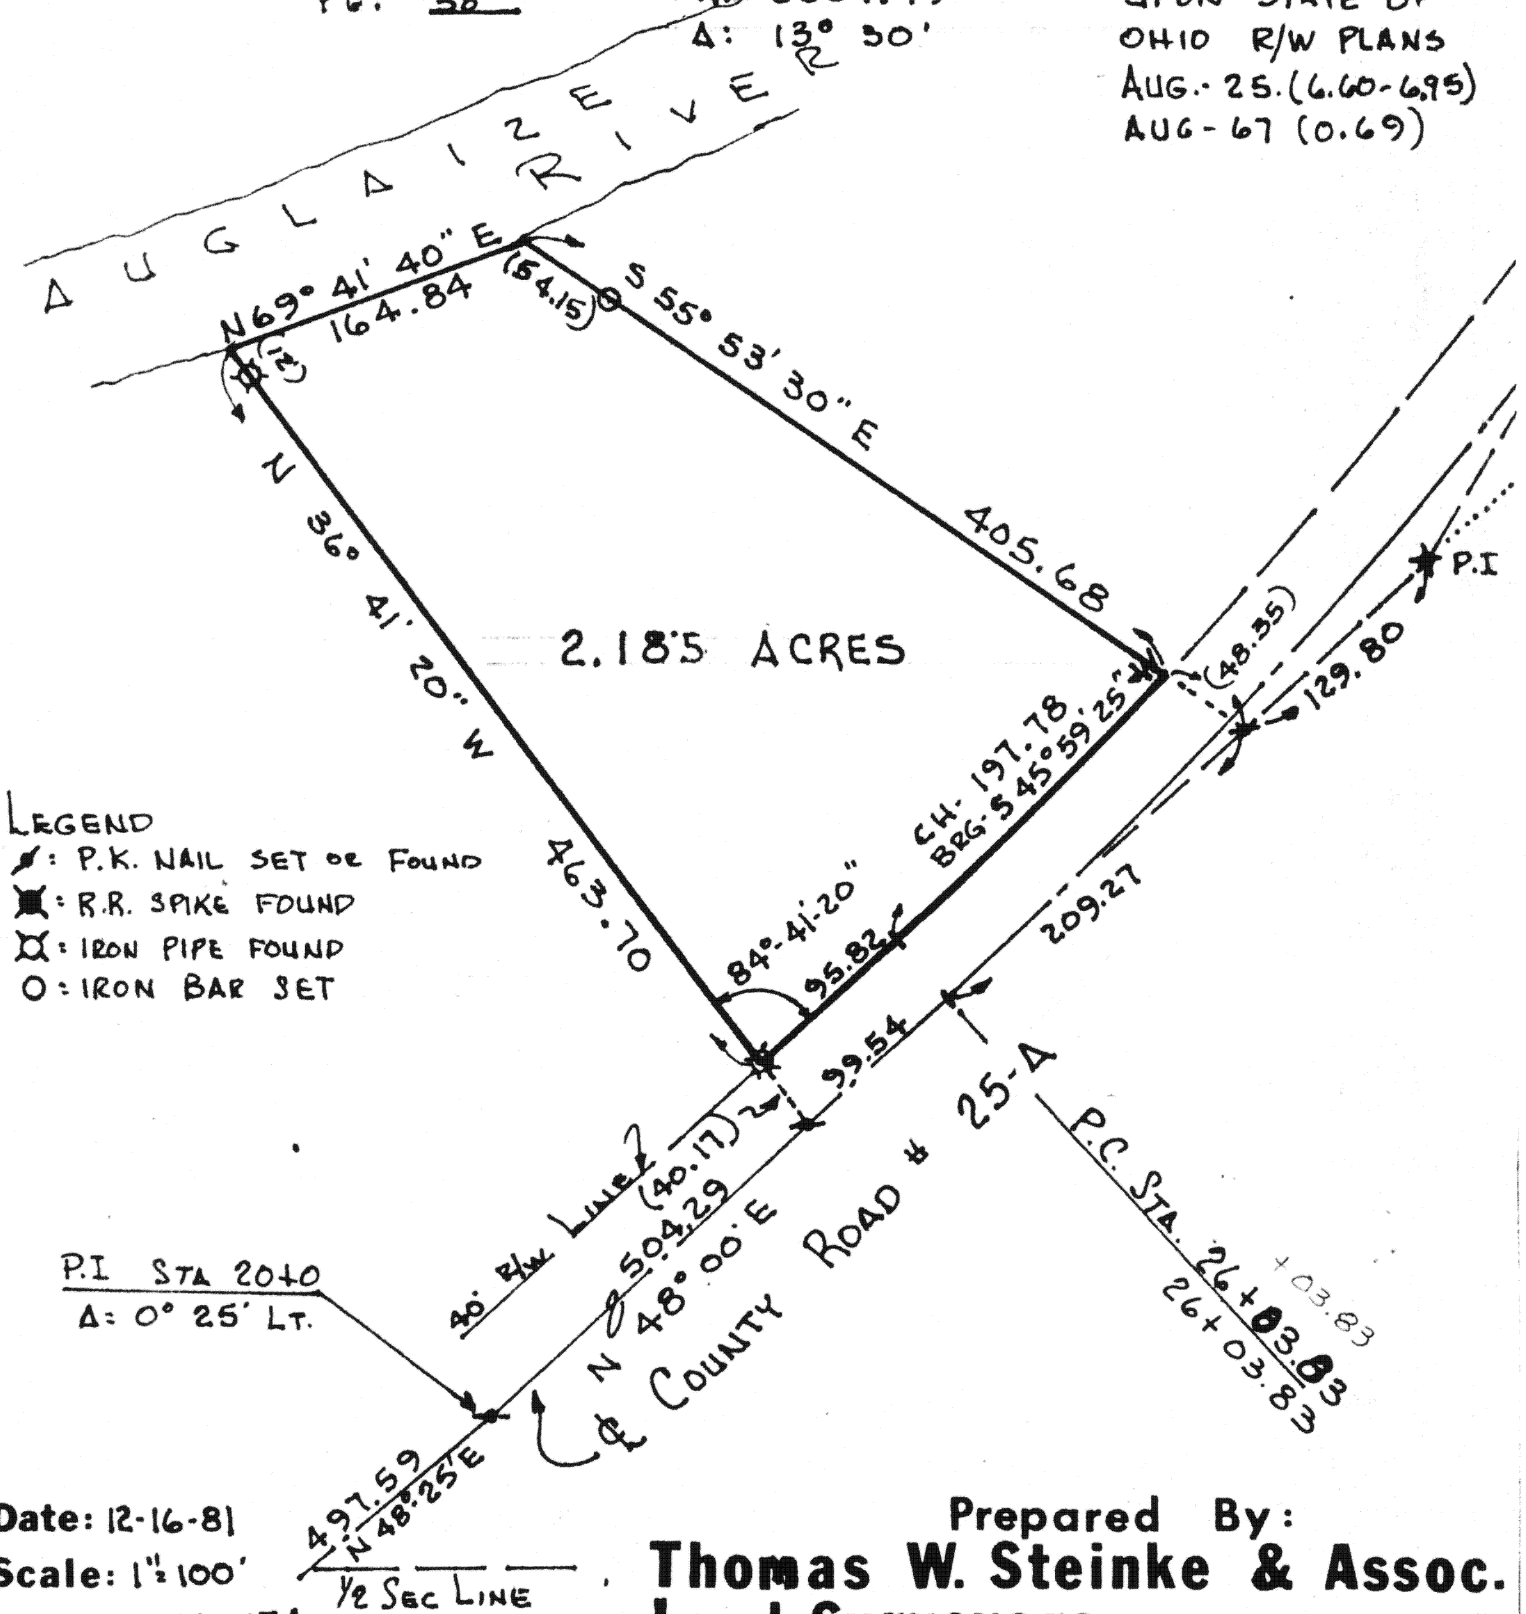 PG. 50
Δ: 13° 30'
UPON STATE OF
OHIO R/W PLANS
AUG.- 25.(6.60-6.95)
AUG- 67 (0.69)
AUGLAIZE
RIVER
N69° 41' 40" E
164.84
(12')
(54.15)
S 55° 53' 30" E
405.68
N 36° 41' 20" W
463.70
2.185 ACRES
P.I
(48.35)
129.80
CH- 197.78
BRG- S 45°59'25" W
84°-41'-20"
95.82
209.27
99.54
LEGEND
: P.K. NAIL SET OR FOUND
: R.R. SPIKE FOUND
: IRON PIPE FOUND
O: IRON BAR SET
40' R/W LINE
(40.17)
504.29
N 48° 00' E
℄ COUNTY ROAD # 25-A
P.C. STA. 26+03.83
+03.83
26+03.83
P.I STA 20+0
Δ= 0° 25' LT.
497.59
N 48°-25' E
½ SEC LINE
Date: 12-16-81
Scale: 1"= 100'
Prepared By:
Thomas W. Steinke & Assoc.